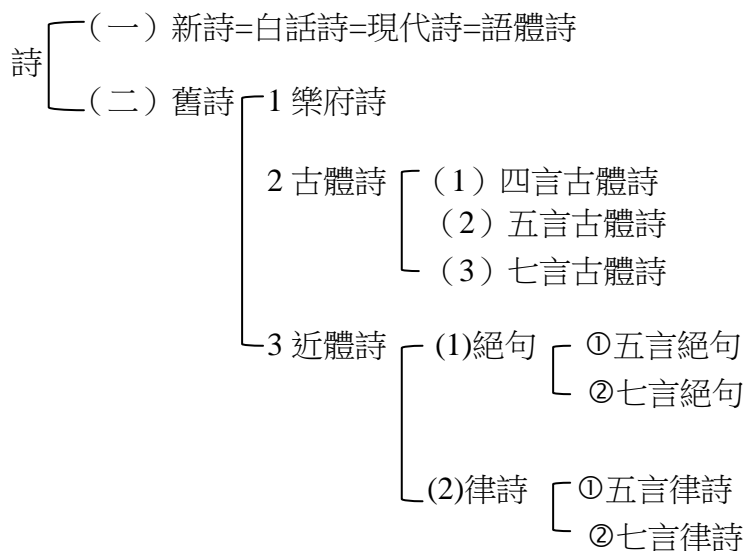 （一）新詩=白話詩=現代詩=語體詩
詩
（二）舊詩 1 樂府詩
2 古體詩 （1）四言古體詩
（2）五言古體詩
（3）七言古體詩
3 近體詩 (1)絕句 ①五言絕句
②七言絕句
(2)律詩 ①五言律詩
②七言律詩